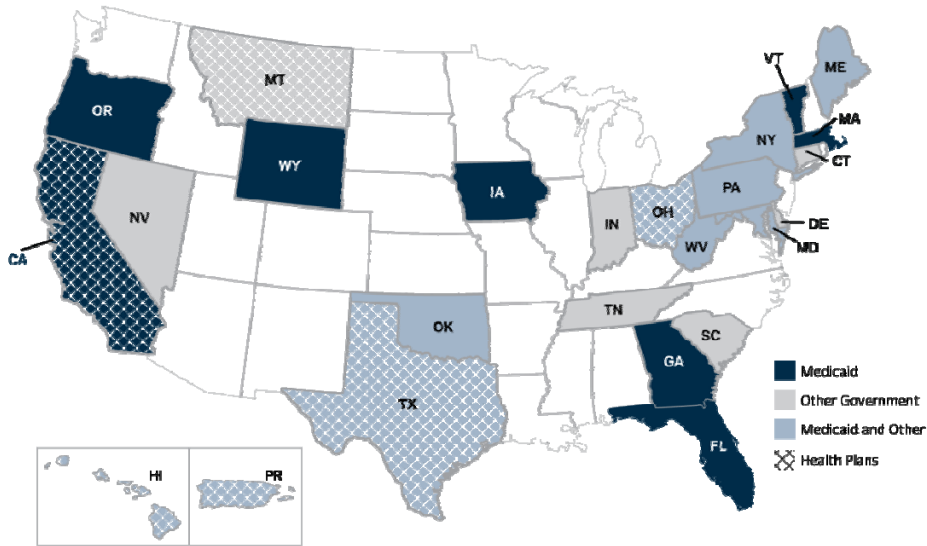 VT
ME
MT
OR
MA
NY
WY
CT
PA
IA
OH
NV
IN
DE
WV
MD
CA
TN
OK
SC
GA
Medicaid
Other Government
TX
Medicaid and Other
FL
Health Plans
HI
PR